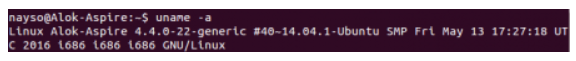 nayso@Alok-Aspire:~$ uname -a
Linux Alok-Aspire 4.4.0-22-generic #40~14.04.1-Ubuntu SMP Fri May 13 17:27:18 UT
C 2016 i686 i686 i686 GNU/Linux